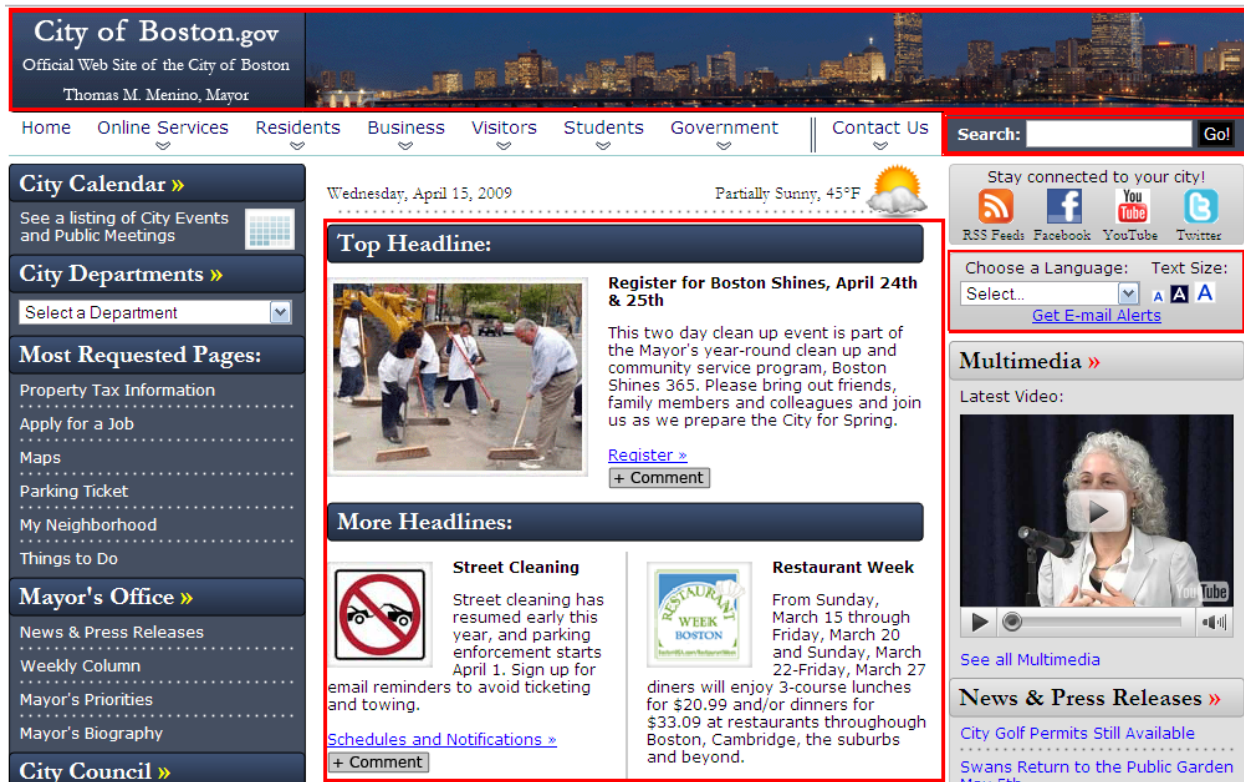 City of Boston.gov
Official Web Site of the City of Boston
Thomas M. Menino, Mayor
Home Online Services Residents Business Visitors Students Government Contact Us
Search: Go!
City Calendar »
See a listing of City Events
and Public Meetings
City Departments »
Select a Department
Most Requested Pages:
Property Tax Information
Apply for a Job
Maps
Parking Ticket
My Neighborhood
Things to Do
Mayor's Office »
News & Press Releases
Weekly Column
Mayor's Priorities
Mayor's Biography
City Council »
Wednesday, April 15, 2009 Partially Sunny, 45°F
Top Headline:
Register for Boston Shines, April 24th
& 25th
This two day clean up event is part of
the Mayor's year-round clean up and
community service program, Boston
Shines 365. Please bring out friends,
family members and colleagues and join
us as we prepare the City for Spring.
Register »
+ Comment
More Headlines:
Street Cleaning
Street cleaning has
resumed early this
year, and parking
enforcement starts
April 1. Sign up for
email reminders to avoid ticketing
and towing.
Schedules and Notifications »
+ Comment
RESTAURANT
WEEK
BOSTON
Restaurant Week
From Sunday,
March 15 through
Friday, March 20
and Sunday, March
22-Friday, March 27
diners will enjoy 3-course lunches
for $20.99 and/or dinners for
$33.09 at restaurants throughough
Boston, Cambridge, the suburbs
and beyond.
Stay connected to your city!
You
Tube
RSS Feeds Facebook YouTube Twitter
Choose a Language: Text Size:
Select... A A A
Get E-mail Alerts
Multimedia »
Latest Video:
You Tube
See all Multimedia
News & Press Releases »
City Golf Permits Still Available
Swans Return to the Public Garden
May 5th